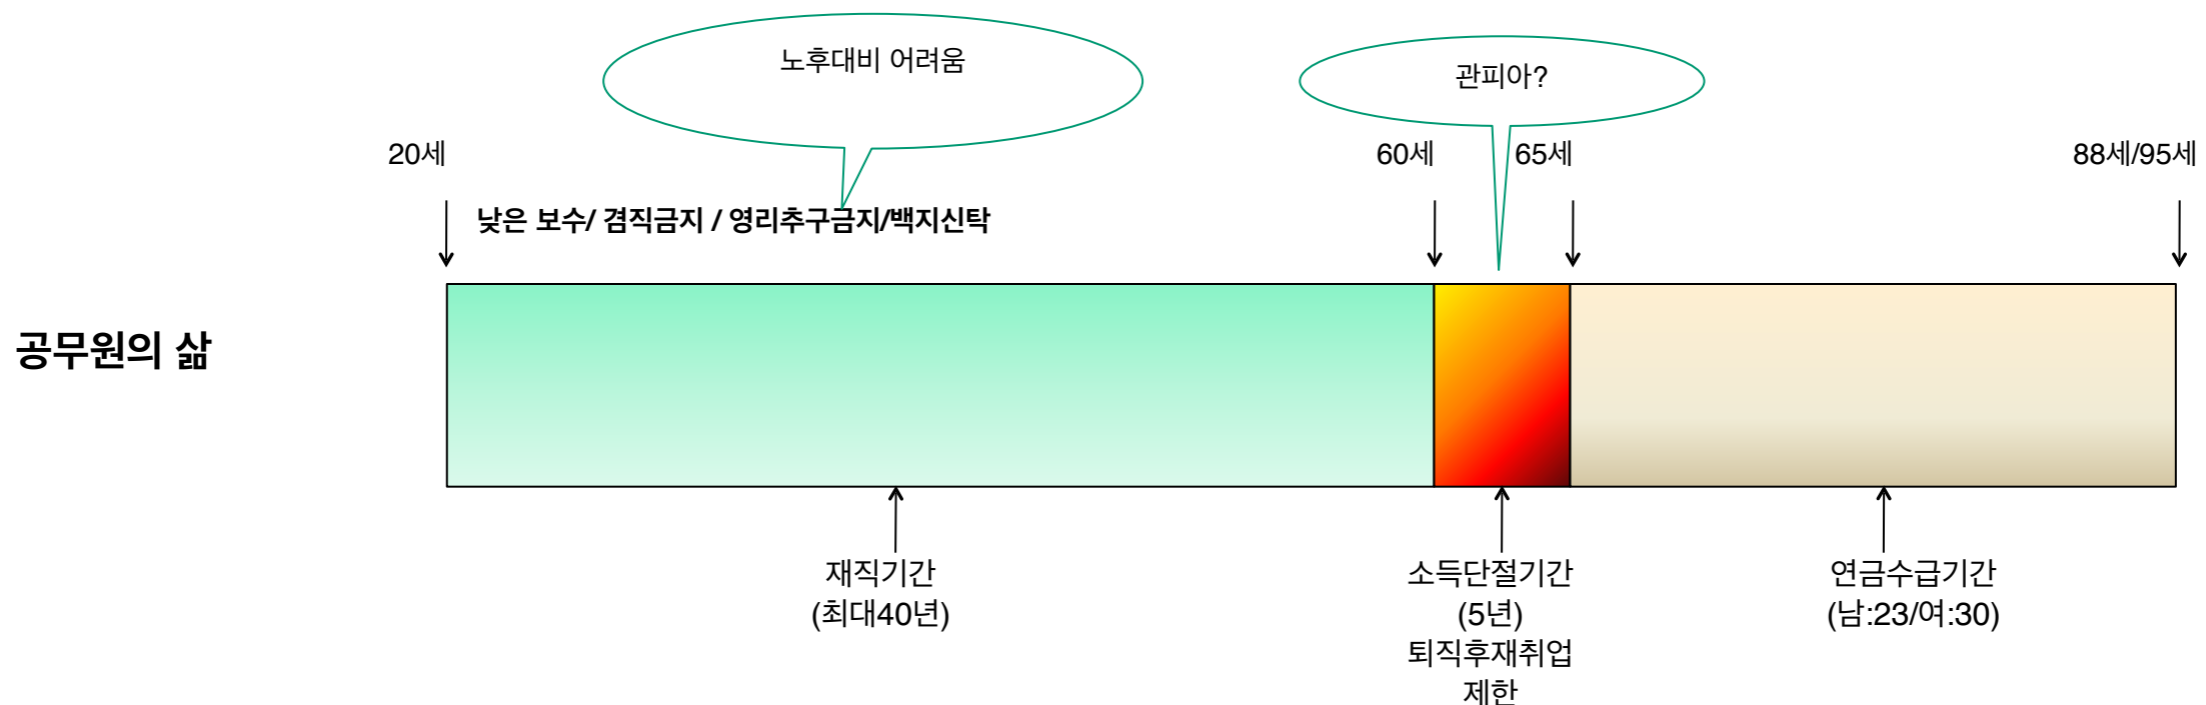 노후대비 어려움
관피아?
20세
60세
65세
88세/95세
낮은 보수/ 겸직금지 / 영리추구금지/백지신탁
공무원의 삶
재직기간
(최대40년)
소득단절기간
(5년)
퇴직후재취업
제한
연금수급기간
(남:23/여:30)